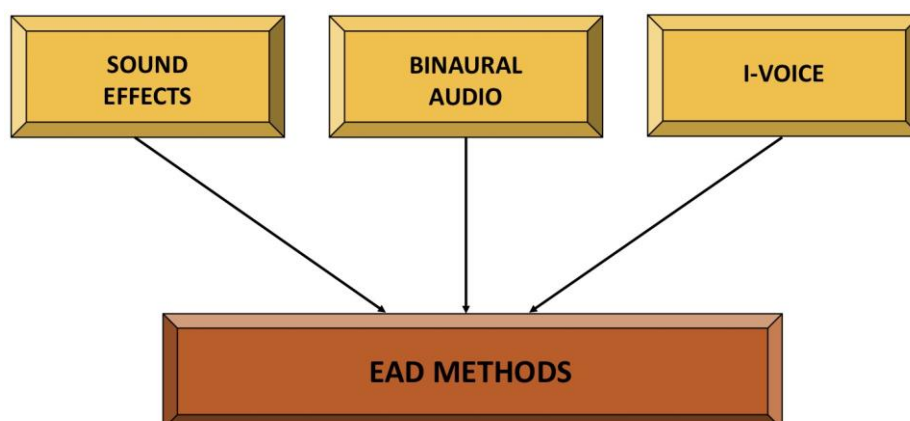 SOUND
EFFECTS
BINAURAL
AUDIO
I-VOICE
EAD METHODS